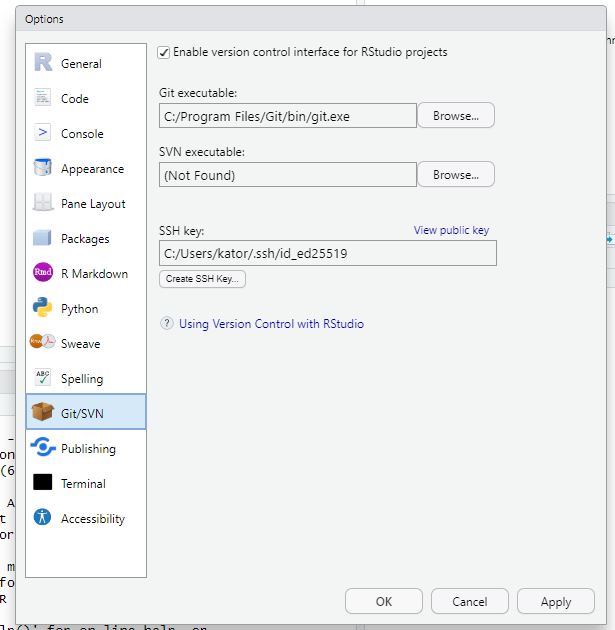 Options
Enable version control interface for RStudio projects
General
Code
Console
Appearance
Pane Layout
Packages
Rmd R Markdown
Python
Sweave
ABC Spelling
Git/SVN
Publishing
Terminal
Accessibility
Git executable:
C:/Program Files/Git/bin/git.exe
Browse...
SVN executable:
(Not Found)
Browse...
SSH key:
View public key
C:/Users/kator/.ssh/id_ed25519
Create SSH Key...
? Using Version Control with RStudio
OK
Cancel
Apply